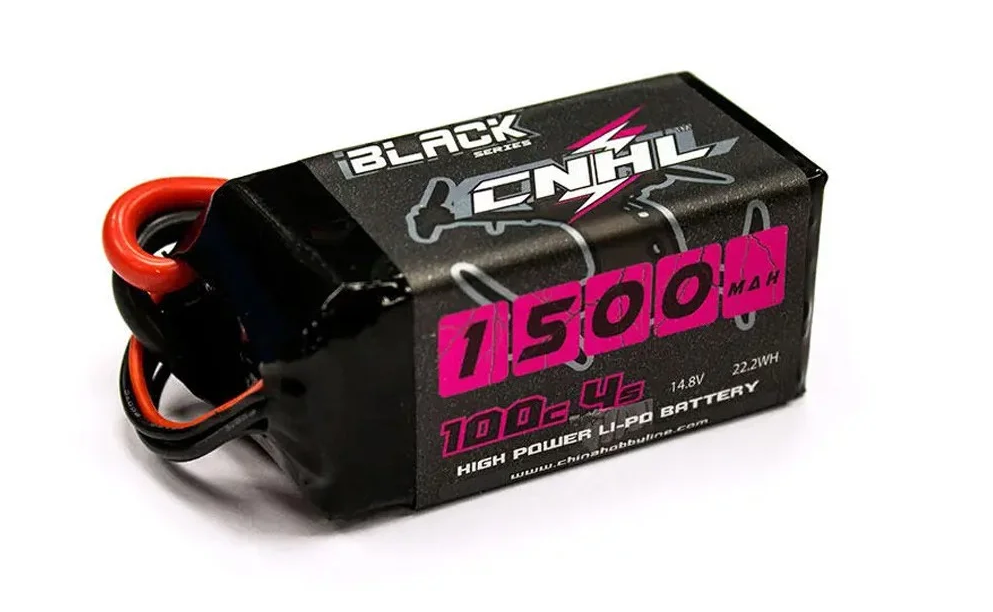 BLACK
SERIES
CNHL
1500 MAH
100C 4S 14.8V 22.2WH
HIGH POWER LI-PO BATTERY
www.chinahobbyline.com